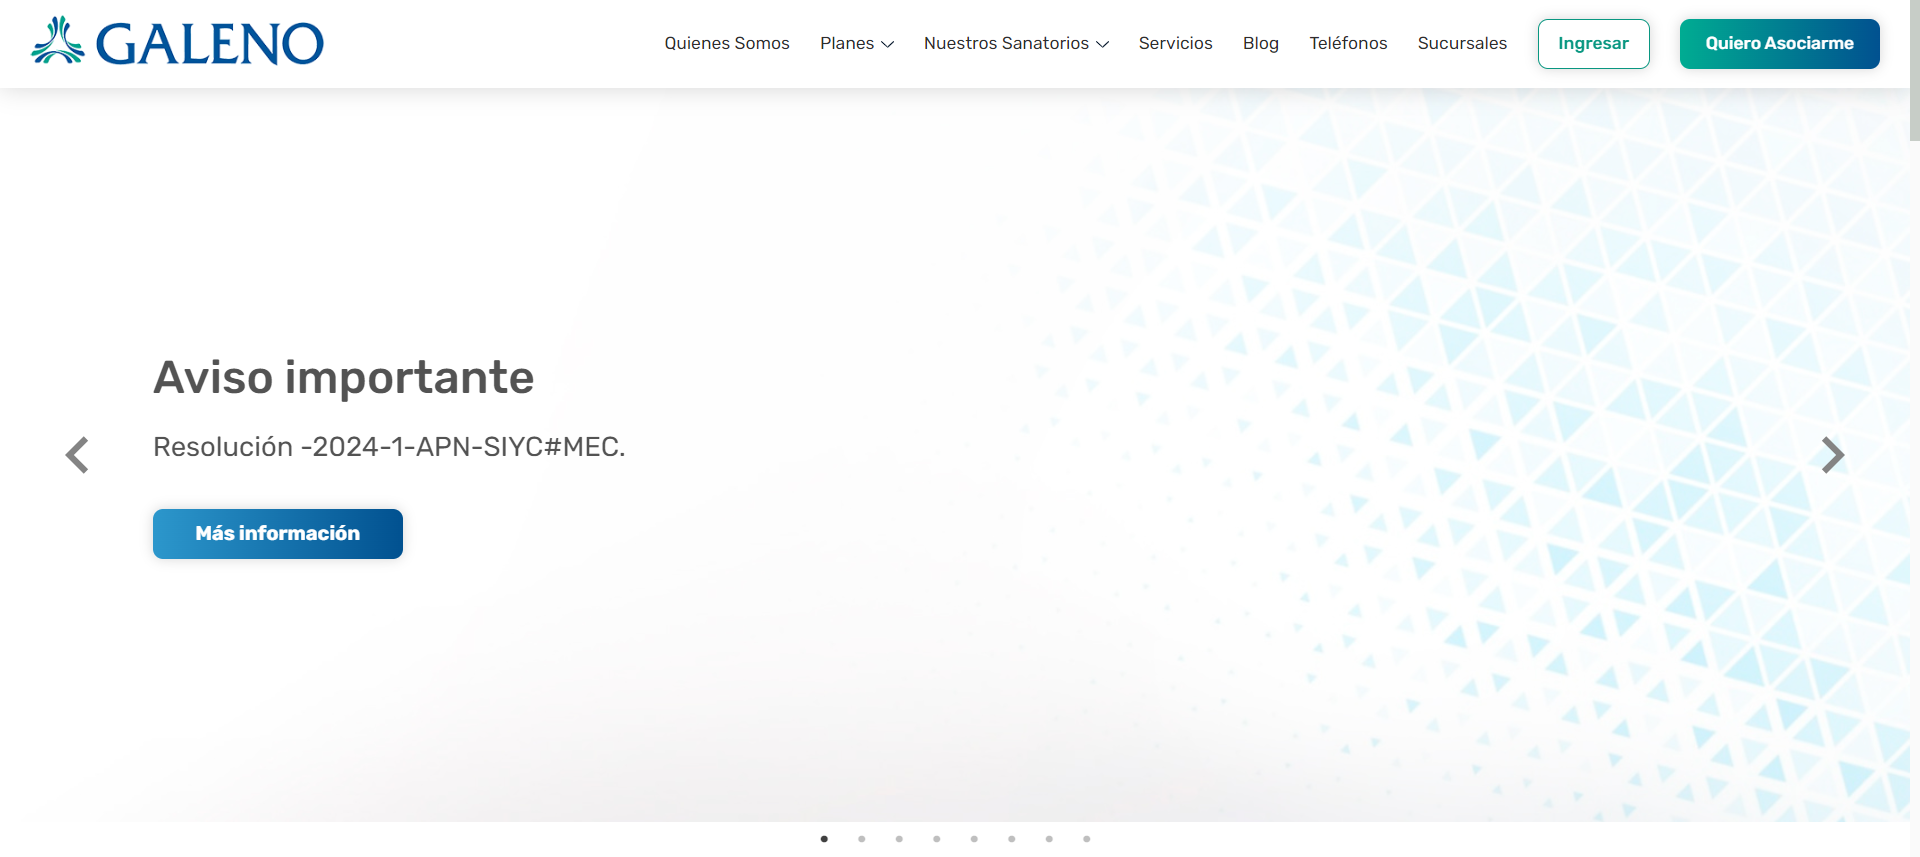 GALENO
Quienes Somos
Planes
Nuestros Sanatorios
Servicios
Blog
Teléfonos
Sucursales
Ingresar
Quiero Asociarme
Aviso importante
Resolución -2024-1-APN-SIYC#MEC.
Más información